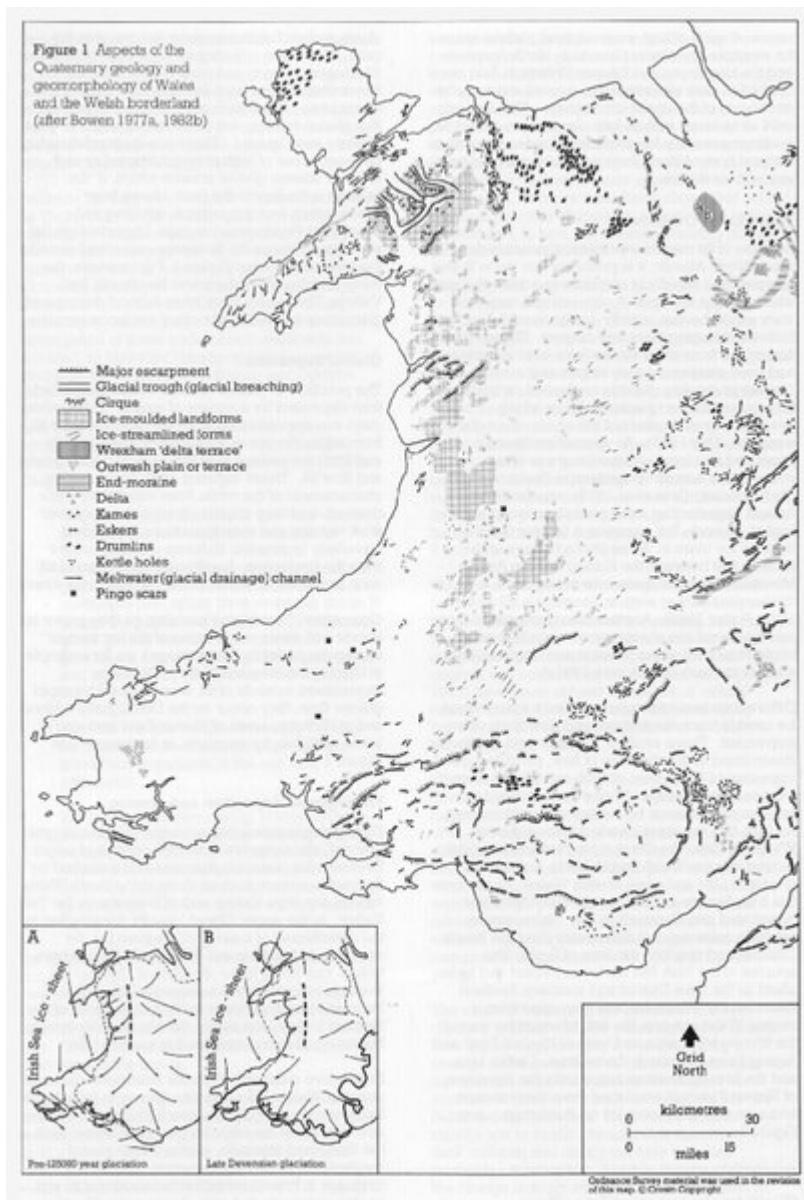 Figure 1 Aspects of the
Quaternary geology and
geomorphology of Wales
and the Welsh borderland
(after Bowen 1977a, 1982b)
Major escarpment
Glacial trough (glacial breaching)
Cirque
Ice-moulded landforms
Ice-streamlined forms
Wrexham 'delta terrace'
Outwash plain or terrace
End-moraine
Delta
Kames
Eskers
Drumlins
Kettle holes
Meltwater (glacial drainage) channel
Pingo scars
A
Irish Sea ice-sheet
Pre-125000 year glaciation
B
Irish Sea ice-sheet
Late Devensian glaciation
Grid
North
kilometres
0 30
0 15
miles
Ordnance Survey material was used in the revision
of this map. © Crown Copyright